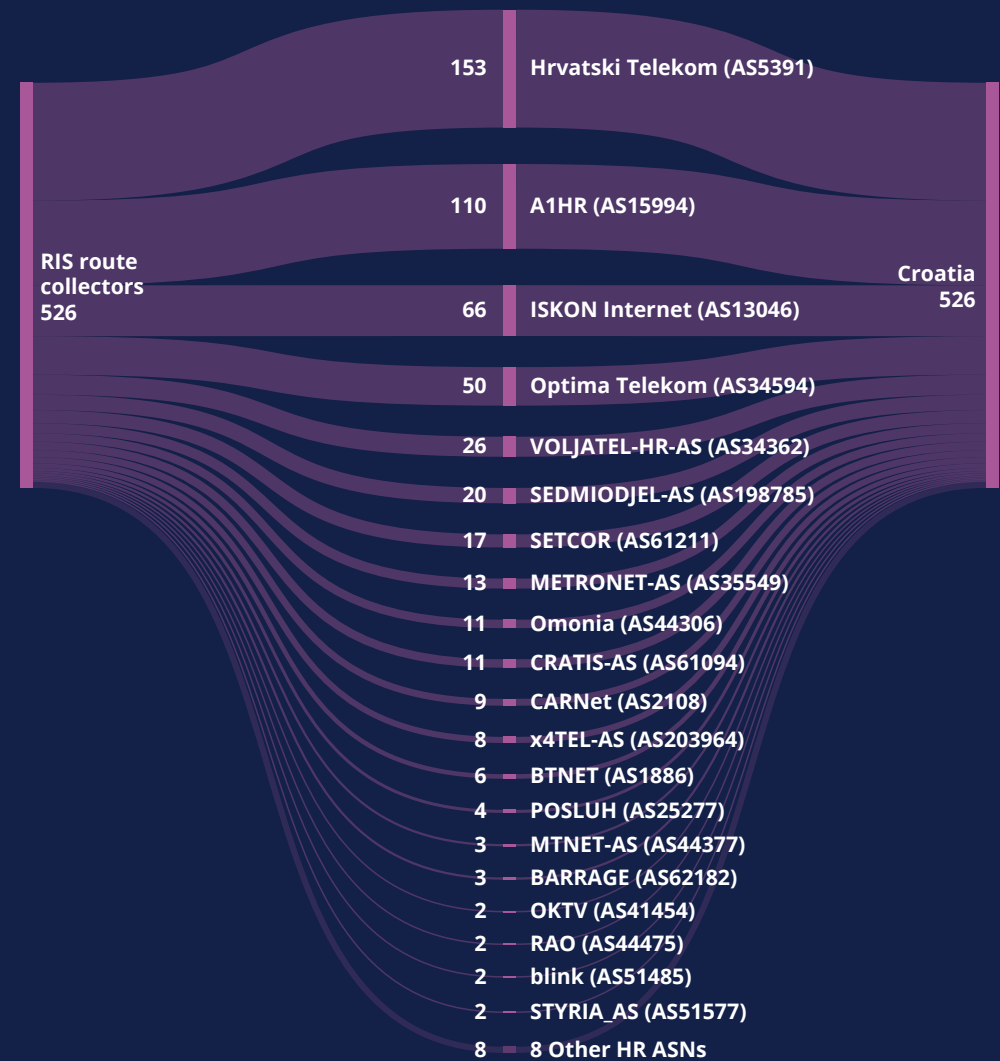 RIS route
collectors
526
153 Hrvatski Telekom (AS5391)
110 A1HR (AS15994)
66 ISKON Internet (AS13046)
50 Optima Telekom (AS34594)
26 VOLJATEL-HR-AS (AS34362)
20 SEDMIODJEL-AS (AS198785)
17 SETCOR (AS61211)
13 METRONET-AS (AS35549)
11 Omonia (AS44306)
11 CRATIS-AS (AS61094)
9 CARNet (AS2108)
8 x4TEL-AS (AS203964)
6 BTNET (AS1886)
4 POSLUH (AS25277)
3 MTNET-AS (AS44377)
3 BARRAGE (AS62182)
2 OKTV (AS41454)
2 RAO (AS44475)
2 blink (AS51485)
2 STYRIA_AS (AS51577)
8 8 Other HR ASNs
Croatia
526